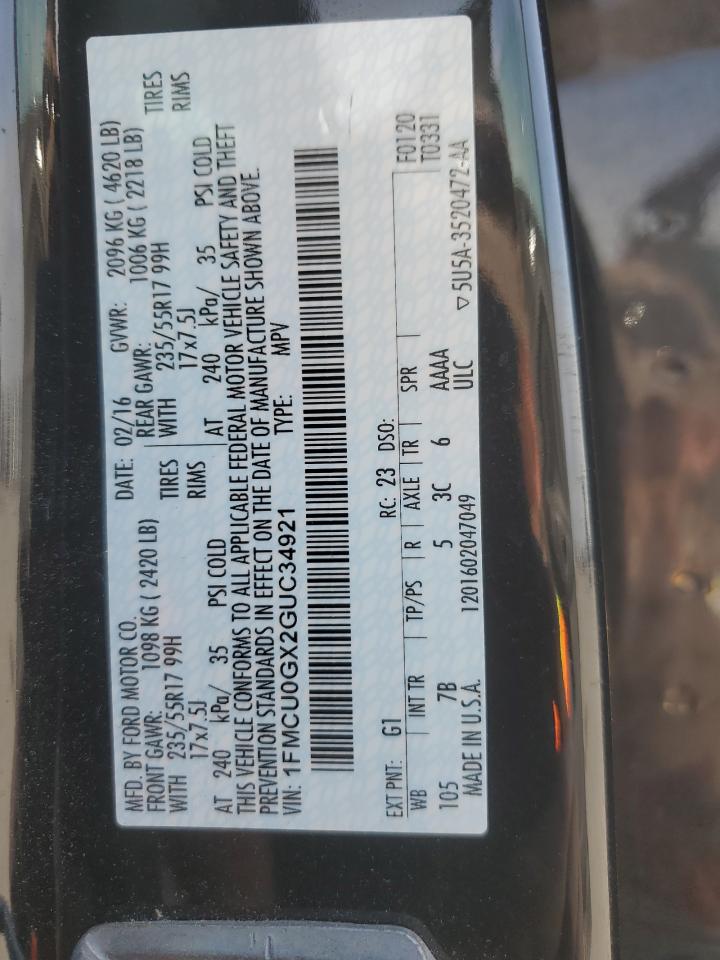 MFD. BY FORD MOTOR CO. DATE: 02/16 GVWR: 2096 KG ( 4620 LB)
FRONT GAWR: 1098 KG ( 2420 LB) REAR GAWR: 1006 KG ( 2218 LB)
WITH 235/55R17 99H TIRES WITH 235/55R17 99H TIRES
17x7.5J RIMS 17x7.5J RIMS
AT 240 kPa/ 35 PSI COLD AT 240 kPa/ 35 PSI COLD
THIS VEHICLE CONFORMS TO ALL APPLICABLE FEDERAL MOTOR VEHICLE SAFETY AND THEFT
PREVENTION STANDARDS IN EFFECT ON THE DATE OF MANUFACTURE SHOWN ABOVE.
VIN: 1FMCU0GX2GUC34921 TYPE: MPV
EXT PNT: G1 RC: 23 DSO: F0120
WB INT TR TP/PS R AXLE TR SPR T0331
105 7B 5 3C 6 AAAA
MADE IN U.S.A. 1201602047049 ULC ▽5U5A-3520472-AA